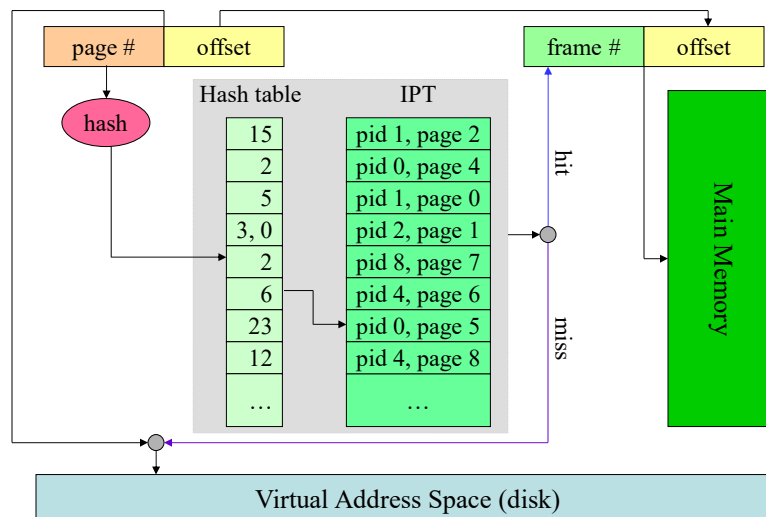 page #
offset
frame #
offset
hash
Hash table
15
2
5
3, 0
2
6
23
12
…
IPT
pid 1, page 2
pid 0, page 4
pid 1, page 0
pid 2, page 1
pid 8, page 7
pid 4, page 6
pid 0, page 5
pid 4, page 8
…
hit
miss
Main Memory
Virtual Address Space (disk)